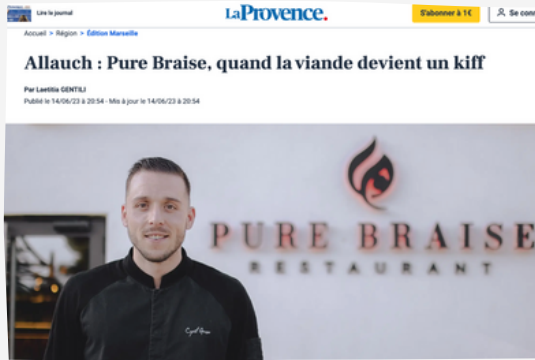 Lire le journal
LaProvence.
S'abonner à 1€
Se con
Accueil > Région > Édition Marseille
Allauch : Pure Braise, quand la viande devient un kiff
Par Laetitia GENTILI
Publié le 14/06/23 à 20:54 - Mis à jour le 14/06/23 à 20:54
PURE BRAISE
RESTAURANT